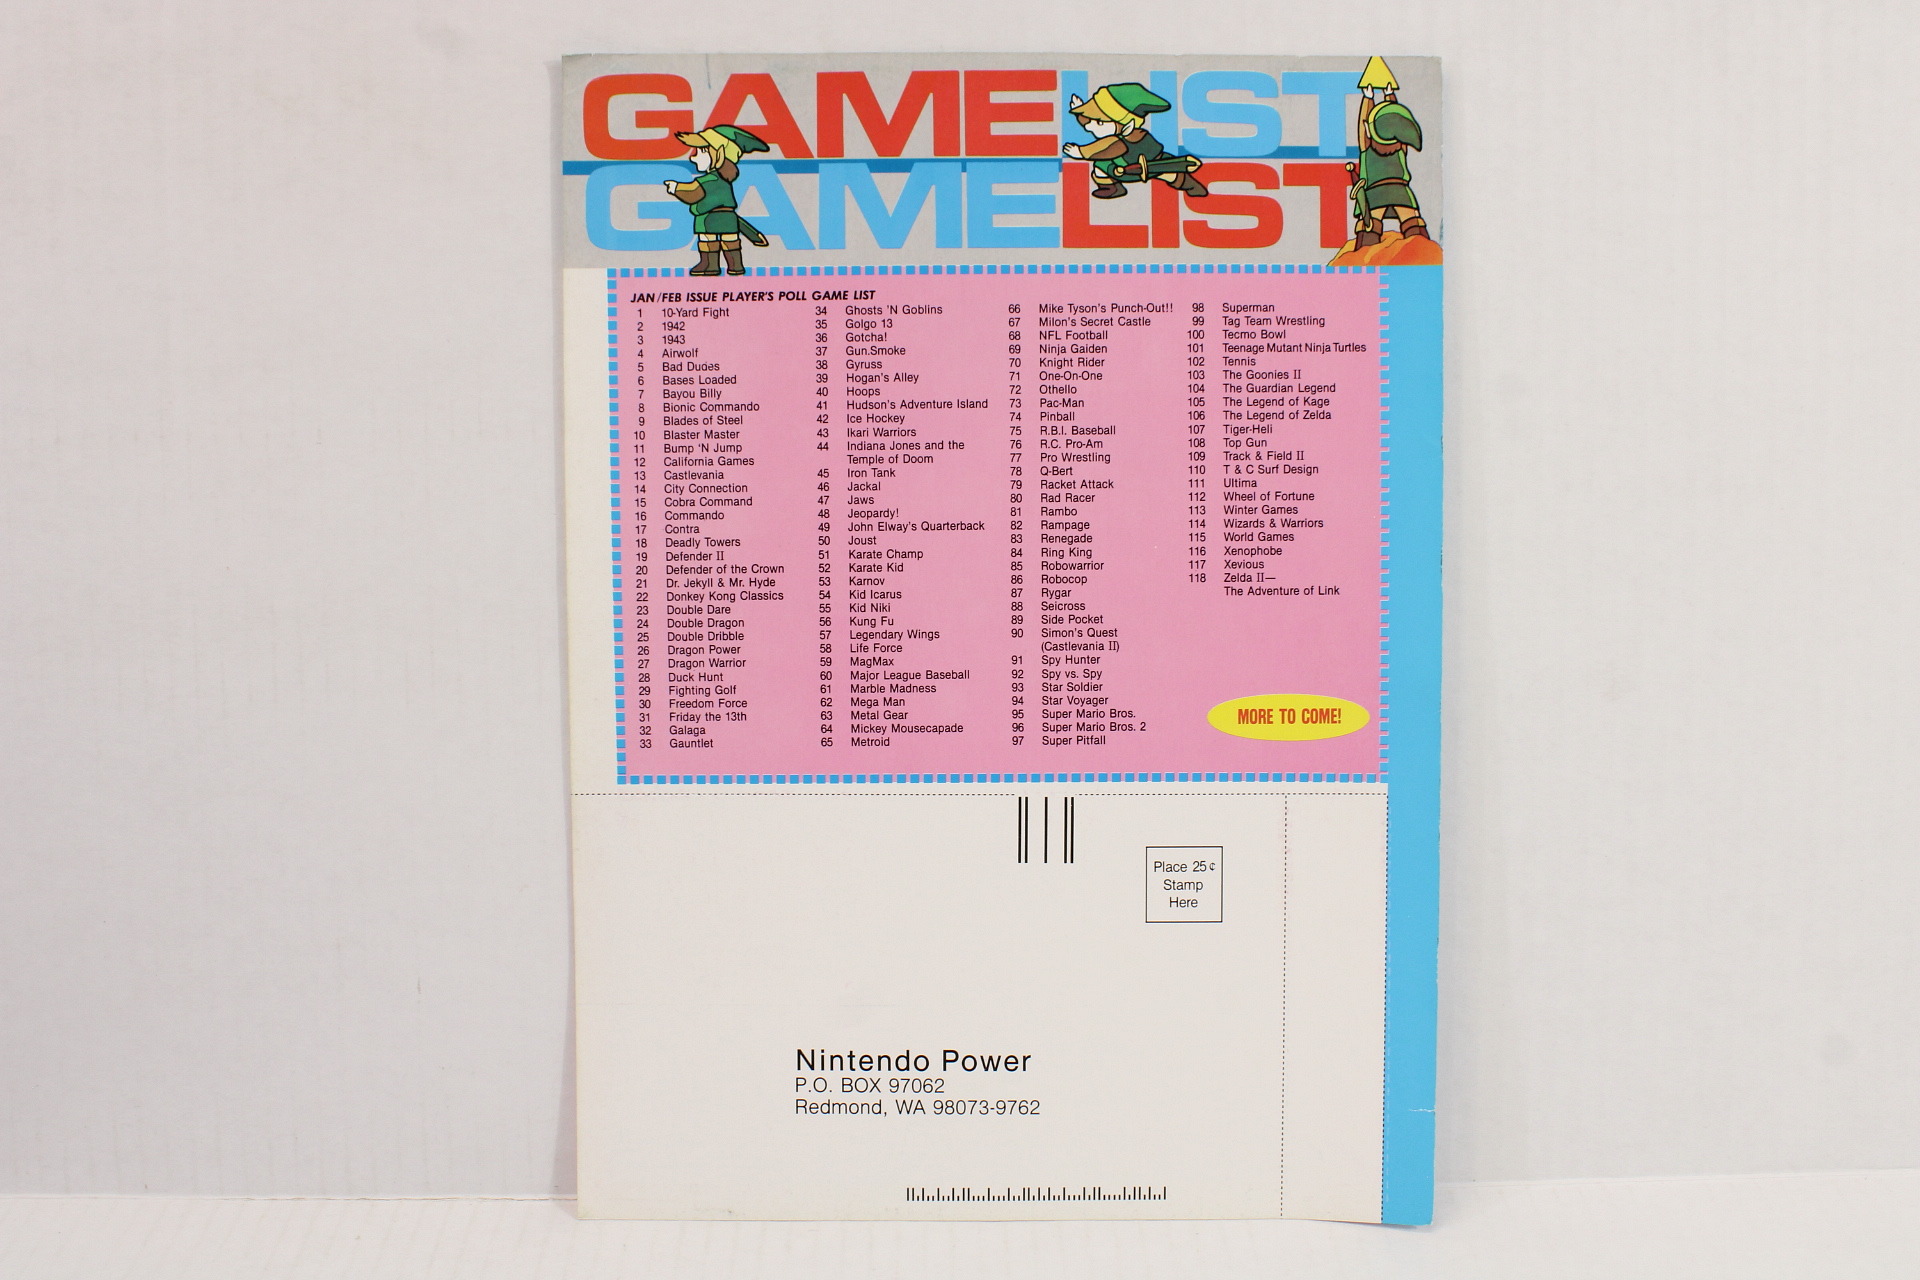 GAMELIST
GAMELIST
JAN/FEB ISSUE PLAYER'S POLL GAME LIST
1 10-Yard Fight
2 1942
3 1943
4 Airwolf
5 Bad Dudes
6 Bases Loaded
7 Bayou Billy
8 Bionic Commando
9 Blades of Steel
10 Blaster Master
11 Bump 'N Jump
12 California Games
13 Castlevania
14 City Connection
15 Cobra Command
16 Commando
17 Contra
18 Deadly Towers
19 Defender II
20 Defender of the Crown
21 Dr. Jekyll & Mr. Hyde
22 Donkey Kong Classics
23 Double Dare
24 Double Dragon
25 Double Dribble
26 Dragon Power
27 Dragon Warrior
28 Duck Hunt
29 Fighting Golf
30 Freedom Force
31 Friday the 13th
32 Galaga
33 Gauntlet
34 Ghosts 'N Goblins
35 Golgo 13
36 Gotcha!
37 Gun.Smoke
38 Gyruss
39 Hogan's Alley
40 Hoops
41 Hudson's Adventure Island
42 Ice Hockey
43 Ikari Warriors
44 Indiana Jones and the
Temple of Doom
45 Iron Tank
46 Jackal
47 Jaws
48 Jeopardy!
49 John Elway's Quarterback
50 Joust
51 Karate Champ
52 Karate Kid
53 Karnov
54 Kid Icarus
55 Kid Niki
56 Kung Fu
57 Legendary Wings
58 Life Force
59 MagMax
60 Major League Baseball
61 Marble Madness
62 Mega Man
63 Metal Gear
64 Mickey Mousecapade
65 Metroid
66 Mike Tyson's Punch-Out!!
67 Milon's Secret Castle
68 NFL Football
69 Ninja Gaiden
70 Knight Rider
71 One-On-One
72 Othello
73 Pac-Man
74 Pinball
75 R.B.I. Baseball
76 R.C. Pro-Am
77 Pro Wrestling
78 Q-Bert
79 Racket Attack
80 Rad Racer
81 Rambo
82 Rampage
83 Renegade
84 Ring King
85 Robowarrior
86 Robocop
87 Rygar
88 Seicross
89 Side Pocket
90 Simon's Quest
(Castlevania II)
91 Spy Hunter
92 Spy vs. Spy
93 Star Soldier
94 Star Voyager
95 Super Mario Bros.
96 Super Mario Bros. 2
97 Super Pitfall
98 Superman
99 Tag Team Wrestling
100 Tecmo Bowl
101 Teenage Mutant Ninja Turtles
102 Tennis
103 The Goonies II
104 The Guardian Legend
105 The Legend of Kage
106 The Legend of Zelda
107 Tiger-Heli
108 Top Gun
109 Track & Field II
110 T & C Surf Design
111 Ultima
112 Wheel of Fortune
113 Winter Games
114 Wizards & Warriors
115 World Games
116 Xenophobe
117 Xevious
118 Zelda II—
The Adventure of Link
MORE TO COME!
Place 25¢
Stamp
Here
Nintendo Power
P.O. BOX 97062
Redmond, WA 98073-9762